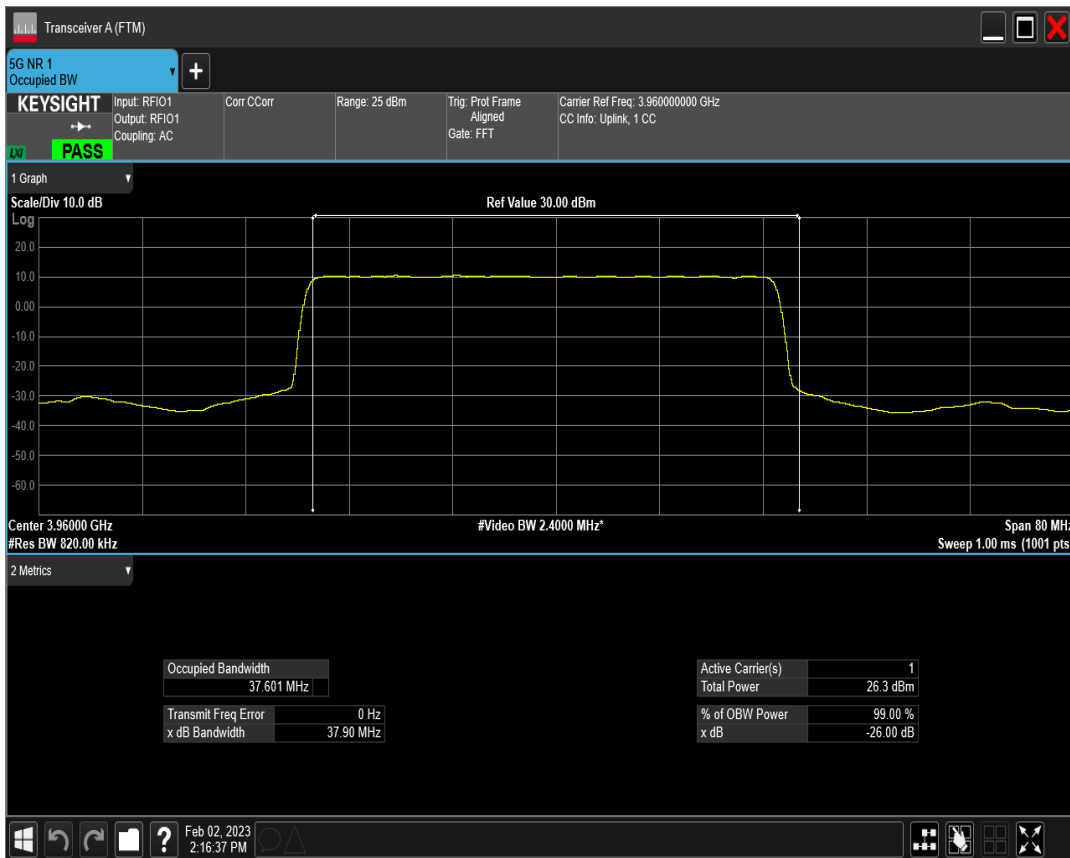 Transceiver A (FTM)
5G NR 1
Occupied BW
+
KEYSIGHT
LXI
PASS
Input: RFIO1
Output: RFIO1
Coupling: AC
Corr CCorr
Range: 25 dBm
Trig: Prot Frame
Aligned
Gate: FFT
Carrier Ref Freq: 3.960000000 GHz
CC Info: Uplink, 1 CC
1 Graph
Scale/Div 10.0 dB
Ref Value 30.00 dBm
Log
20.0
10.0
0.00
-10.0
-20.0
-30.0
-40.0
-50.0
-60.0
Center 3.96000 GHz
#Video BW 2.4000 MHz*
Span 80 MHz
#Res BW 820.00 kHz
Sweep 1.00 ms (1001 pts
2 Metrics
Occupied Bandwidth
37.601 MHz
Transmit Freq Error 0 Hz
x dB Bandwidth 37.90 MHz
Active Carrier(s) 1
Total Power 26.3 dBm
% of OBW Power 99.00 %
x dB -26.00 dB
?
Feb 02, 2023
2:16:37 PM